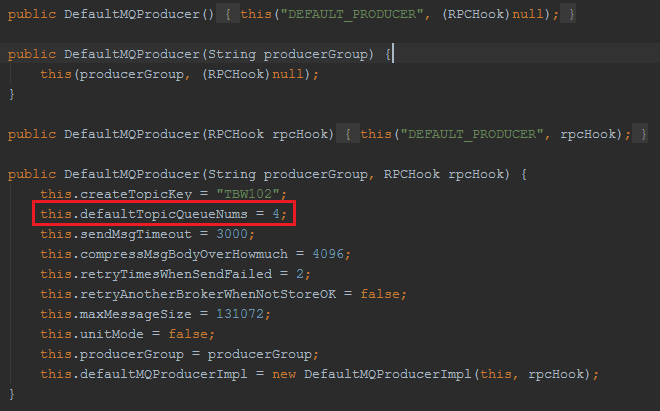 public DefaultMQProducer() { this("DEFAULT_PRODUCER", (RPCHook)null); }
public DefaultMQProducer(String producerGroup) {
this(producerGroup, (RPCHook)null);
}
public DefaultMQProducer(RPCHook rpcHook) { this("DEFAULT_PRODUCER", rpcHook); }
public DefaultMQProducer(String producerGroup, RPCHook rpcHook) {
this.createTopicKey = "TBW102";
this.defaultTopicQueueNums = 4;
this.sendMsgTimeout = 3000;
this.compressMsgBodyOverHowmuch = 4096;
this.retryTimesWhenSendFailed = 2;
this.retryAnotherBrokerWhenNotStoreOK = false;
this.maxMessageSize = 131072;
this.unitMode = false;
this.producerGroup = producerGroup;
this.defaultMQProducerImpl = new DefaultMQProducerImpl(this, rpcHook);
}